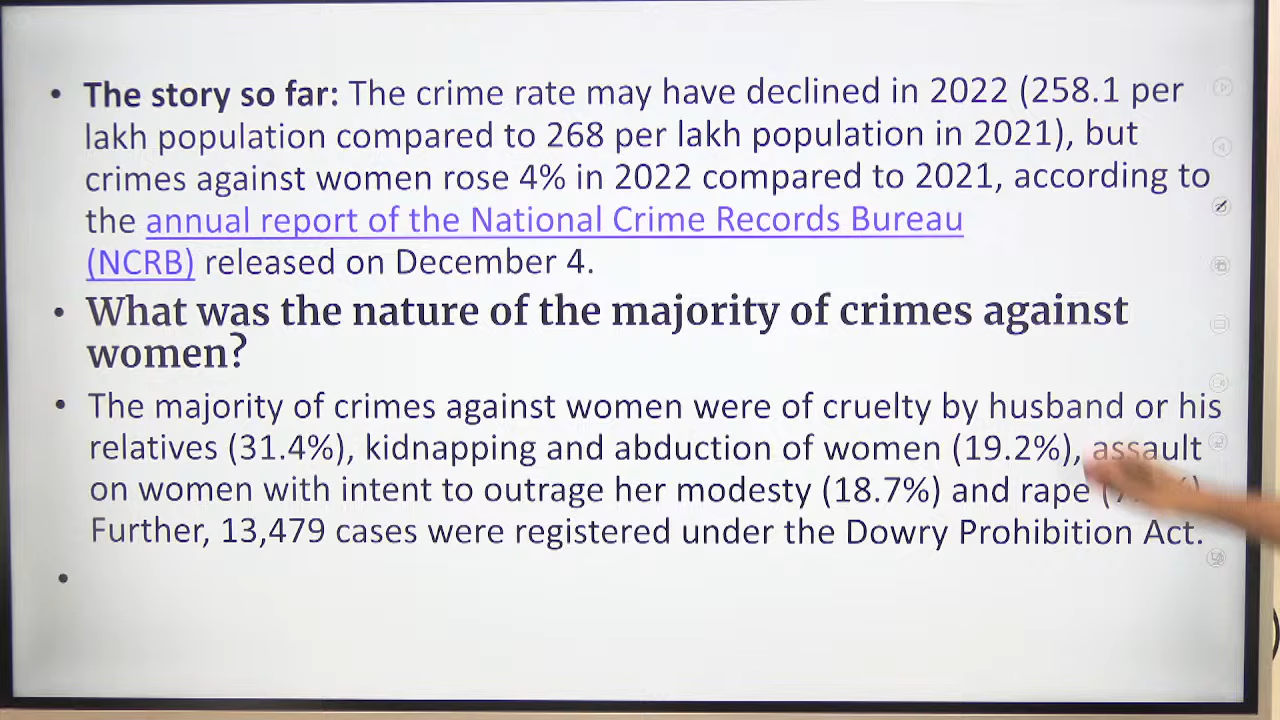 • The story so far: The crime rate may have declined in 2022 (258.1 per
lakh population compared to 268 per lakh population in 2021), but
crimes against women rose 4% in 2022 compared to 2021, according to
the annual report of the National Crime Records Bureau
(NCRB) released on December 4.
• What was the nature of the majority of crimes against
women?
• The majority of crimes against women were of cruelty by husband or his
relatives (31.4%), kidnapping and abduction of women (19.2%), assault
on women with intent to outrage her modesty (18.7%) and rape
Further, 13,479 cases were registered under the Dowry Prohibition Act.
•